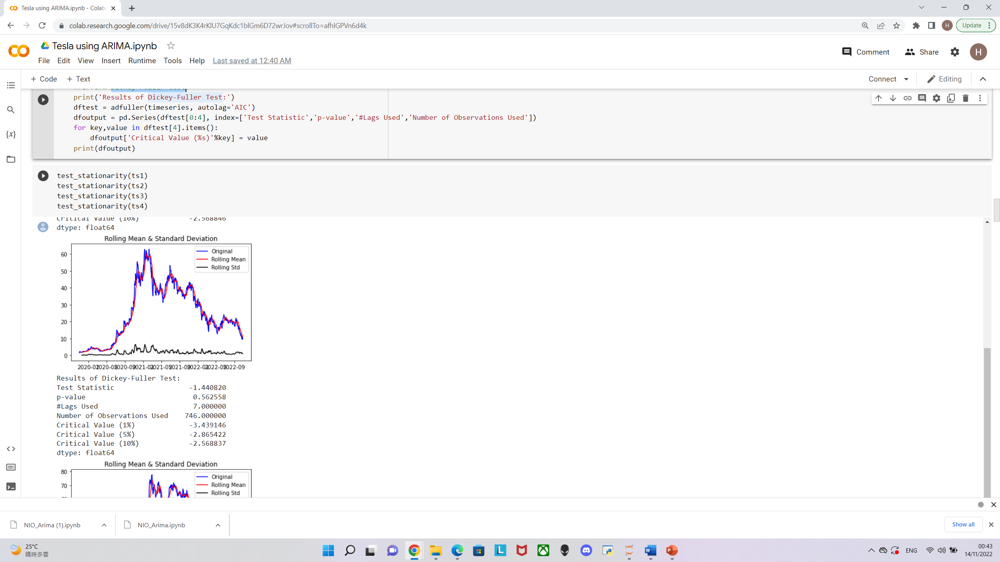 Tesla using ARIMA.ipynb - Colab
colab.research.google.com/drive/15v8dK3K4rKlU7GqKdc1blGm6D72wrJov#scrollTo=afhIGPVn6d4k
H
Update
Tesla using ARIMA.ipynb
File Edit View Insert Runtime Tools Help Last saved at 12:40 AM
Comment Share H
+ Code + Text
Connect Editing
print('Results of Dickey-Fuller Test:')
dftest = adfuller(timeseries, autolag='AIC')
dfoutput = pd.Series(dftest[0:4], index=['Test Statistic','p-value','#Lags Used','Number of Observations Used'])
for key,value in dftest[4].items():
dfoutput['Critical Value (%s)'%key] = value
print(dfoutput)
test_stationarity(ts1)
test_stationarity(ts2)
test_stationarity(ts3)
test_stationarity(ts4)
Critical Value (10%) -2.568846
dtype: float64
Rolling Mean & Standard Deviation
Original
Rolling Mean
Rolling Std
60
50
40
30
20
10
0
2020-01 2020-05 2020-09 2021-01 2021-05 2021-09 2022-01 2022-05 2022-09
Results of Dickey-Fuller Test:
Test Statistic -1.440820
p-value 0.562558
#Lags Used 7.000000
Number of Observations Used 746.000000
Critical Value (1%) -3.439146
Critical Value (5%) -2.865422
Critical Value (10%) -2.568837
dtype: float64
Rolling Mean & Standard Deviation
80
70
Original
Rolling Mean
Rolling Std
NIO_Arima (1).ipynb
NIO_Arima.ipynb
Show all
25°C
晴時多雲
ENG
00:43
14/11/2022